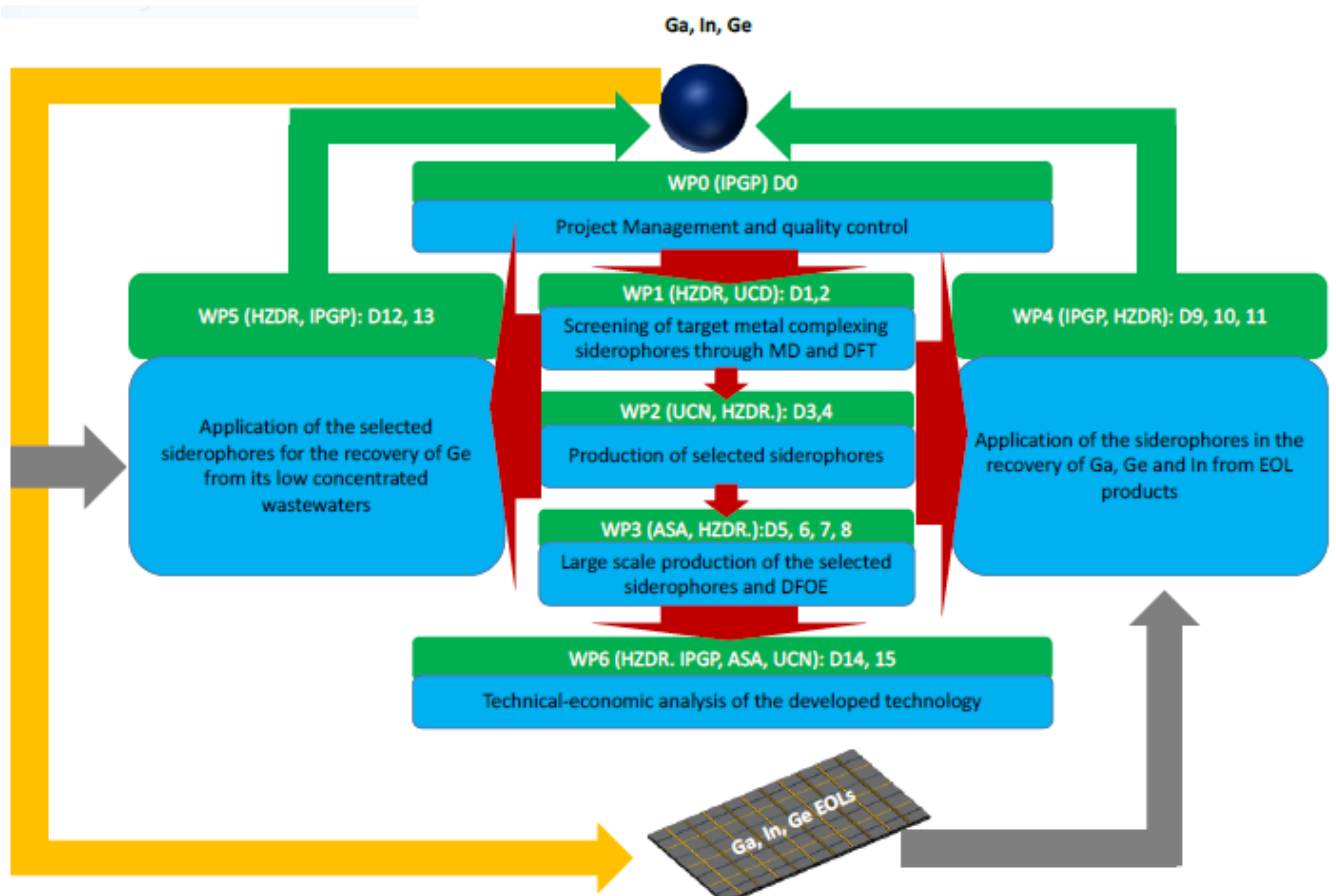 Ga, In, Ge
WP0 (IPGP) D0
Project Management and quality control
WP5 (HZDR, IPGP): D12, 13
Application of the selected
siderophores for the recovery of Ge
from its low concentrated
wastewaters
WP1 (HZDR, UCD): D1,2
Screening of target metal complexing
siderophores through MD and DFT
WP2 (UCN, HZDR.): D3,4
Production of selected siderophores
WP3 (ASA, HZDR.):D5, 6, 7, 8
Large scale production of the selected
siderophores and DFOE
WP4 (IPGP, HZDR): D9, 10, 11
Application of the siderophores in the
recovery of Ga, Ge and In from EOL
products
WP6 (HZDR. IPGP, ASA, UCN): D14, 15
Technical-economic analysis of the developed technology
Ga, In, Ge EOLs